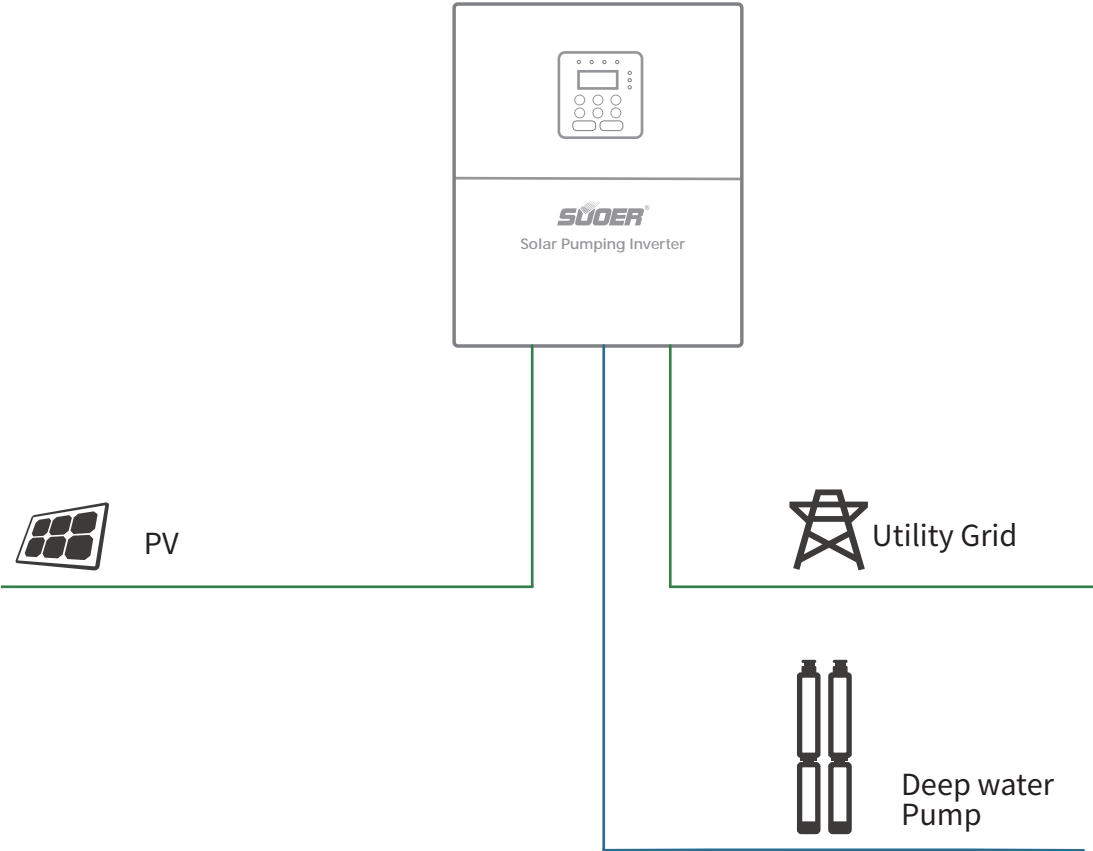 SUOER®
Solar Pumping Inverter
PV
Utility Grid
Deep water
Pump